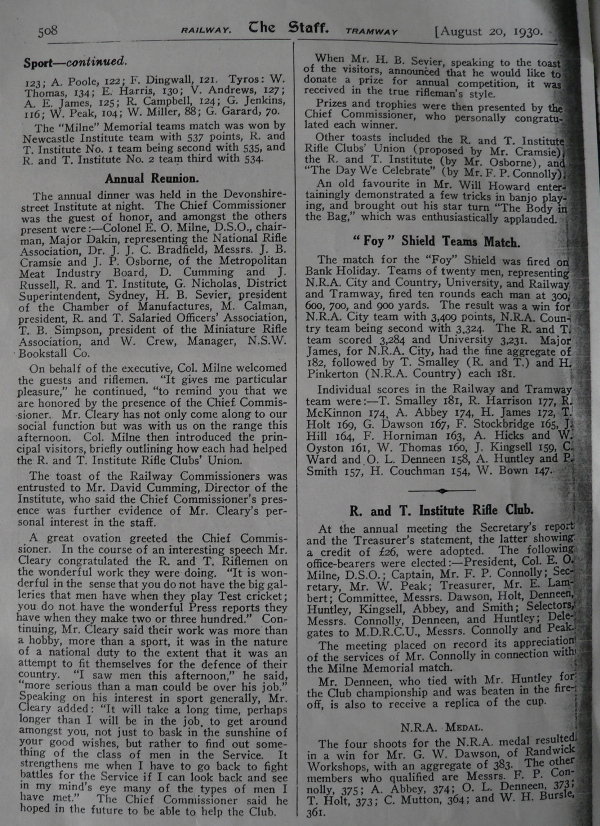 508 RAILWAY. The Staff. TRAMWAY [August 20, 1930.
Sport—continued.
123; A. Poole, 122; F. Dingwall, 121. Tyros: W.
Thomas, 134; E. Harris, 130; V. Andrews, 127;
A. E. James, 125; R. Campbell, 124; G. Jenkins,
116; W. Peak, 104; W. Miller, 88; G. Garard, 70.
The "Milne" Memorial teams match was won by
Newcastle Institute team with 537 points, R. and
T. Institute No. 1 team being second with 535, and
R. and T. Institute No. 2 team third with 534.
Annual Reunion.
The annual dinner was held in the Devonshire-
street Institute at night. The Chief Commissioner
was the guest of honor, and amongst the others
present were:—Colonel E. O. Milne, D.S.O., chair-
man, Major Dakin, representing the National Rifle
Association, Dr. J. J. C. Bradfield, Messrs. J. B.
Cramsie and J. P. Osborne, of the Metropolitan
Meat Industry Board, D. Cumming and J.
Russell, R. and T. Institute, G. Nicholas, District
Superintendent, Sydney, H. B. Sevier, president
of the Chamber of Manufactures, M. Calman,
president, R. and T. Salaried Officers' Association,
T. B. Simpson, president of the Miniature Rifle
Association, and W. Crew, Manager, N.S.W.
Bookstall Co.
On behalf of the executive, Col. Milne welcomed
the guests and riflemen. "It gives me particular
pleasure," he continued, "to remind you that we
are honored by the presence of the Chief Commis-
sioner. Mr. Cleary has not only come along to our
social function but was with us on the range this
afternoon. Col. Milne then introduced the prin-
cipal visitors, briefly outlining how each had helped
the R. and T. Institute Rifle Clubs' Union.
The toast of the Railway Commissioners was
entrusted to Mr. David Cumming, Director of the
Institute, who said the Chief Commissioner's pres-
ence was further evidence of Mr. Cleary's per-
sonal interest in the staff.
A great ovation greeted the Chief Commis-
sioner. In the course of an interesting speech Mr.
Cleary congratulated the R. and T. Riflemen on
the wonderful work they were doing. "It is won-
derful in the sense that you do not have the big gal-
leries that men have when they play Test cricket;
you do not have the wonderful Press reports they
have when they make two or three hundred." Con-
tinuing, Mr. Cleary said their work was more than
a hobby, more than a sport, it was in the nature
of a national duty to the extent that it was an
attempt to fit themselves for the defence of their
country. "I saw men this afternoon," he said,
"more serious than a man could be over his job."
Speaking on his interest in sport generally, Mr.
Cleary added: "It will take a long time, perhaps
longer than I will be in the job, to get around
amongst you, not just to bask in the sunshine of
your good wishes, but rather to find out some-
thing of the class of men in the Service. It
strengthens me when I have to go back to fight
battles for the Service if I can look back and see
in my mind's eye many of the types of men I
have met." The Chief Commissioner said he
hoped in the future to be able to help the Club.
When Mr. H. B. Sevier, speaking to the toast
of the visitors, announced that he would like to
donate a prize for annual competition, it was
received in the true rifleman's style.
Prizes and trophies were then presented by the
Chief Commissioner, who personally congratu-
lated each winner.
Other toasts included the R. and T. Institute
Rifle Clubs' Union (proposed by Mr. Cramsie),
the R. and T. Institute (by Mr. Osborne), and
"The Day We Celebrate" (by Mr. F. P. Connolly).
An old favourite in Mr. Will Howard enter-
tainingly demonstrated a few tricks in banjo play-
ing, and brought out his star turn "The Body in
the Bag," which was enthusiastically applauded.
"Foy" Shield Teams Match.
The match for the "Foy" Shield was fired on
Bank Holiday. Teams of twenty men, representing
N.R.A. City and Country, University, and Railway
and Tramway, fired ten rounds each man at 300,
600, 700, and 900 yards. The result was a win for
N.R.A. City team with 3,409 points, N.R.A. Coun-
try team being second with 3,324. The R. and T.
team scored 3,284 and University 3,231. Major
James, for N.R.A. City, had the fine aggregate of
182, followed by T. Smalley (R. and T.) and H.
Pinkerton (N.R.A. Country) each 181.
Individual scores in the Railway and Tramway
team were:—T. Smalley 181, R. Harrison 177, R.
McKinnon 174, A. Abbey 174, H. James 172, T.
Holt 169, G. Dawson 167, F. Stockbridge 165, J.
Hill 164, F. Horniman 163, A. Hicks and W.
Oyston 161, W. Thomas 160, J. Kingsell 159, C.
Ward and O. L. Denneen 158, A. Huntley and P.
Smith 157, H. Couchman 154, W. Bown 147.
R. and T. Institute Rifle Club.
At the annual meeting the Secretary's report
and the Treasurer's statement, the latter showing
a credit of £26, were adopted. The following
office-bearers were elected:—President, Col. E. O.
Milne, D.S.O.; Captain, Mr. F. P. Connolly; Sec-
retary, Mr. W. Peak; Treasurer, Mr. E. Lam-
bert; Committee, Messrs. Dawson, Holt, Denneen,
Huntley, Kingsell, Abbey, and Smith; Selectors,
Messrs. Connolly, Denneen, and Huntley; Dele-
gates to M.D.R.C.U., Messrs. Connolly and Peak.
The meeting placed on record its appreciation
of the services of Mr. Connolly in connection with
the Milne Memorial match.
Mr. Denneen, who tied with Mr. Huntley for
the Club championship and was beaten in the fire-
off, is also to receive a replica of the cup.
N.R.A. MEDAL.
The four shoots for the N.R.A. medal resulted
in a win for Mr. G. W. Dawson, of Randwick
Workshops, with an aggregate of 383. The other
members who qualified are Messrs. F. P. Con-
nolly, 375; A. Abbey, 374; O. L. Denneen, 373;
T. Holt, 373; C. Mutton, 364; and W. H. Bursle,
361.